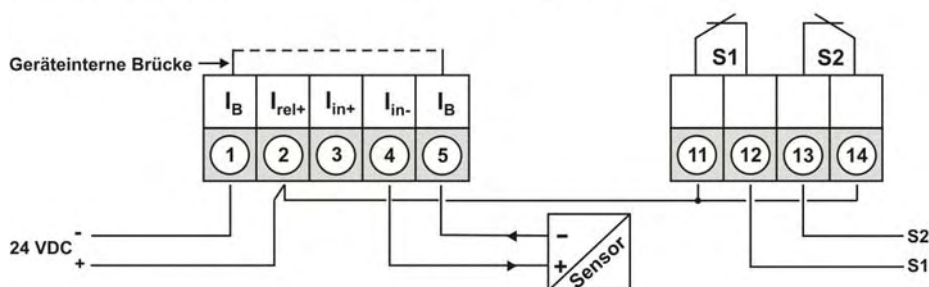 Geräteinterne Brücke
S1 S2
I_B I_rel+ I_in+ I_in- I_B
1 2 3 4 5
11 12 13 14
-
24 VDC
+
-
+
Sensor
S2
S1